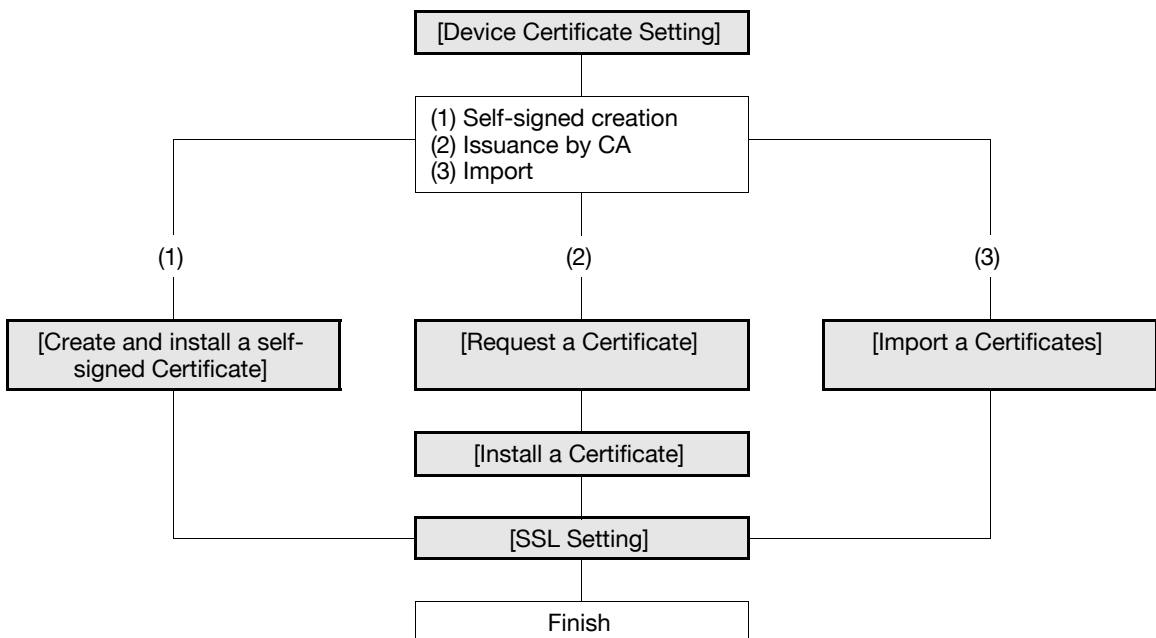 [Device Certificate Setting]
(1) Self-signed creation
(2) Issuance by CA
(3) Import
(1)
(2)
(3)
[Create and install a self-
signed Certificate]
[Request a Certificate]
[Import a Certificates]
[Install a Certificate]
[SSL Setting]
Finish